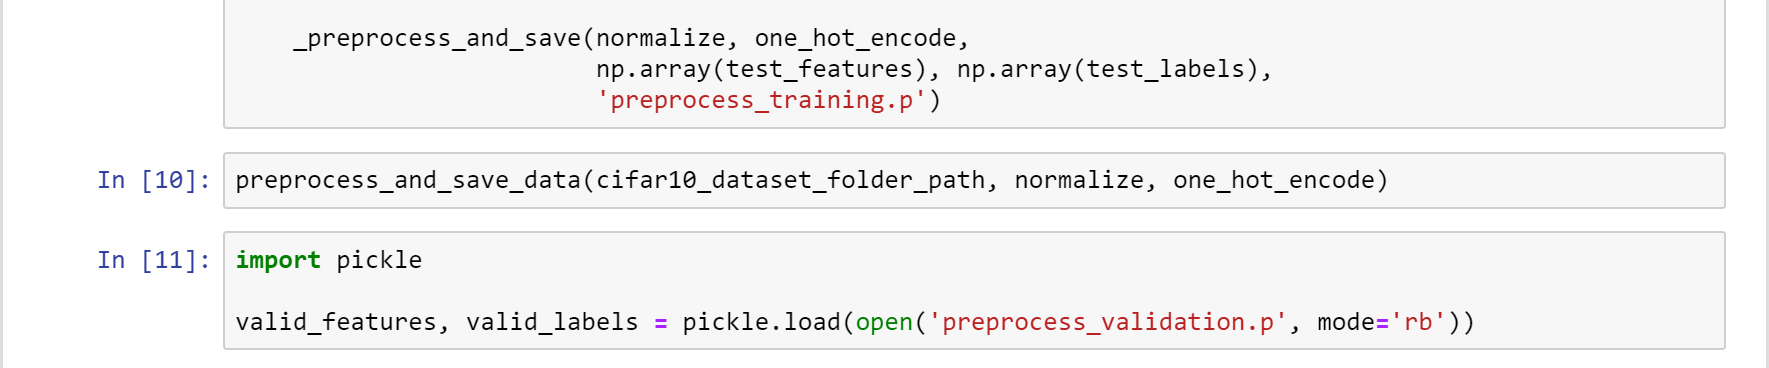 _preprocess_and_save(normalize, one_hot_encode,
np.array(test_features), np.array(test_labels),
'preprocess_training.p')
In [10]: preprocess_and_save_data(cifar10_dataset_folder_path, normalize, one_hot_encode)
In [11]: import pickle
valid_features, valid_labels = pickle.load(open('preprocess_validation.p', mode='rb'))